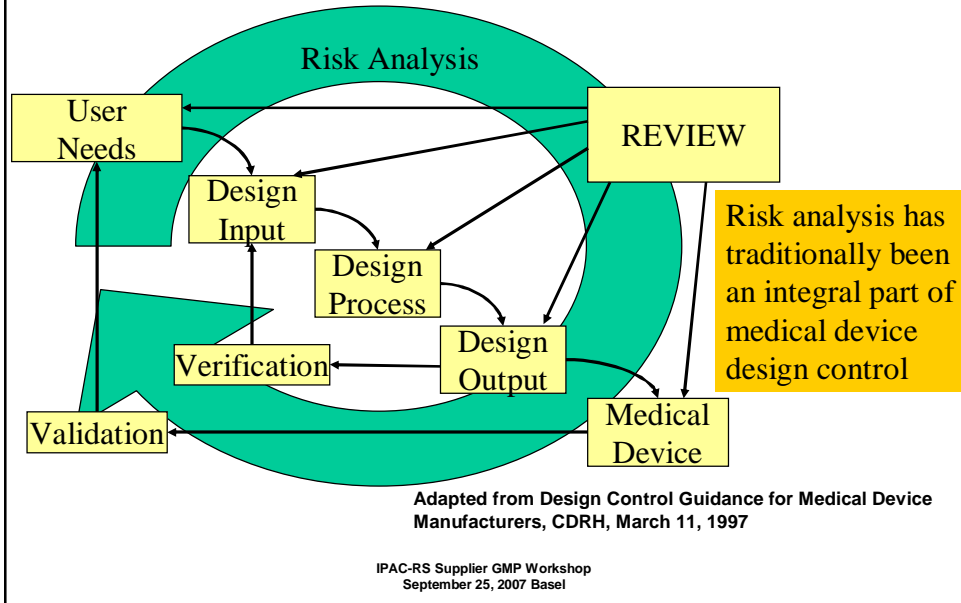 Risk Analysis
User
Needs
REVIEW
Design
Input
Risk analysis has
traditionally been
an integral part of
medical device
design control
Design
Process
Verification
Design
Output
Validation
Medical
Device
Adapted from Design Control Guidance for Medical Device
Manufacturers, CDRH, March 11, 1997
IPAC-RS Supplier GMP Workshop
September 25, 2007 Basel